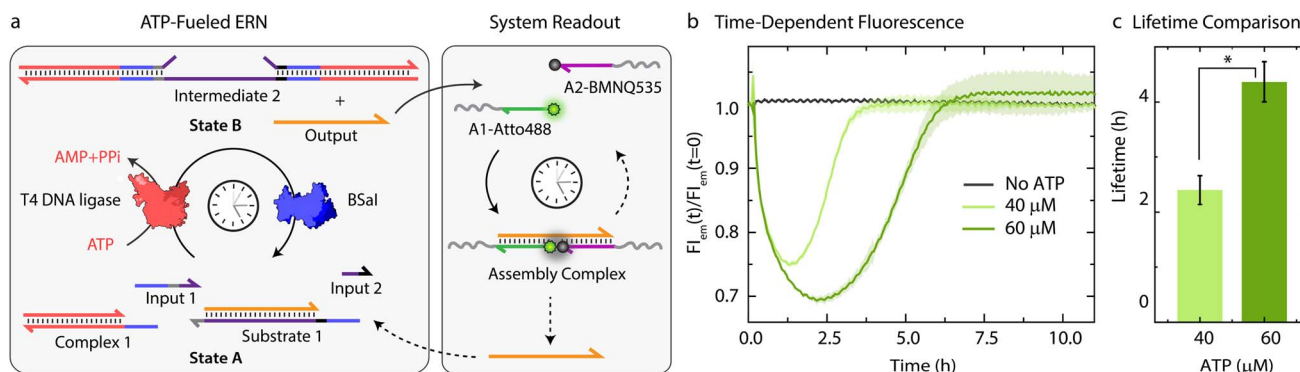 a
ATP-Fueled ERN
System Readout
Intermediate 2
+
State B
Output
AMP+PPi
T4 DNA ligase
BSaI
ATP
Input 1
Input 2
Complex 1
Substrate 1
State A
A2-BMNQ535
A1-Atto488
Assembly Complex
b
Time-Dependent Fluorescence
FI_em(t)/FI_em(t=0)
1.0
0.9
0.8
0.7
No ATP
40 µM
60 µM
0.0
2.5
5.0
7.5
10.0
Time (h)
c
Lifetime Comparison
*
Lifetime (h)
4
2
0
40
60
ATP (µM)